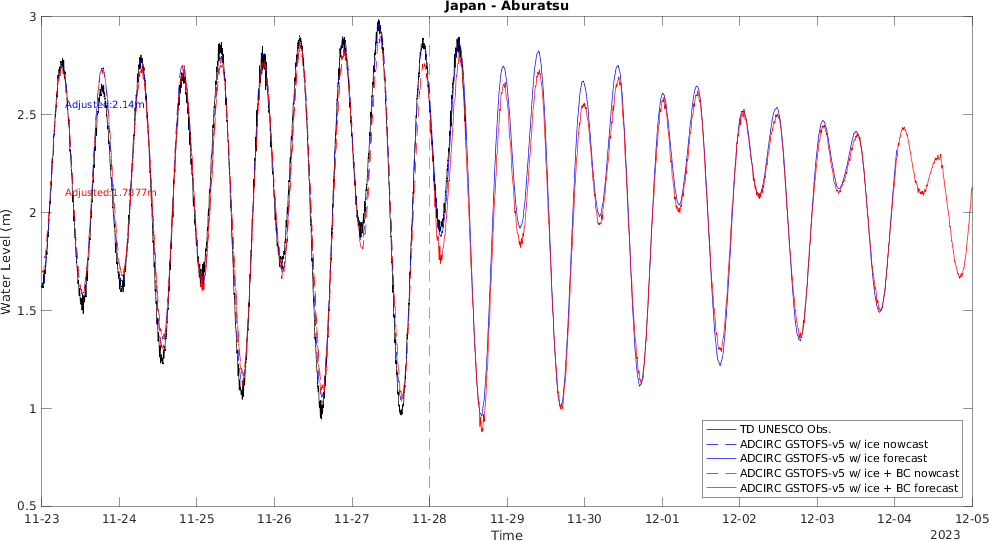 Japan - Aburatsu
3
2.5
2
1.5
1
0.5
Water Level (m)
Adjusted:2.14m
Adjusted:1.7877m
TD UNESCO Obs.
ADCIRC GSTOFS-v5 w/ ice nowcast
ADCIRC GSTOFS-v5 w/ ice forecast
ADCIRC GSTOFS-v5 w/ ice + BC nowcast
ADCIRC GSTOFS-v5 w/ ice + BC forecast
11-23 11-24 11-25 11-26 11-27 11-28 11-29 11-30 12-01 12-02 12-03 12-04 12-05
Time
2023